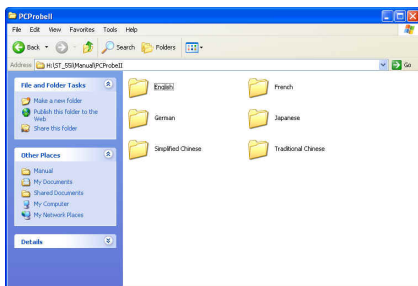 PCProbeII
File Edit View Favorites Tools Help
Back Search Folders
Address H:\ST_55I\Manual\PCProbeII Go
File and Folder Tasks
Make a new folder
Publish this folder to the
Web
Share this folder
Other Places
Manual
My Documents
Shared Documents
My Computer
My Network Places
Details
English French
German Japanese
Simplified Chinese Traditional Chinese